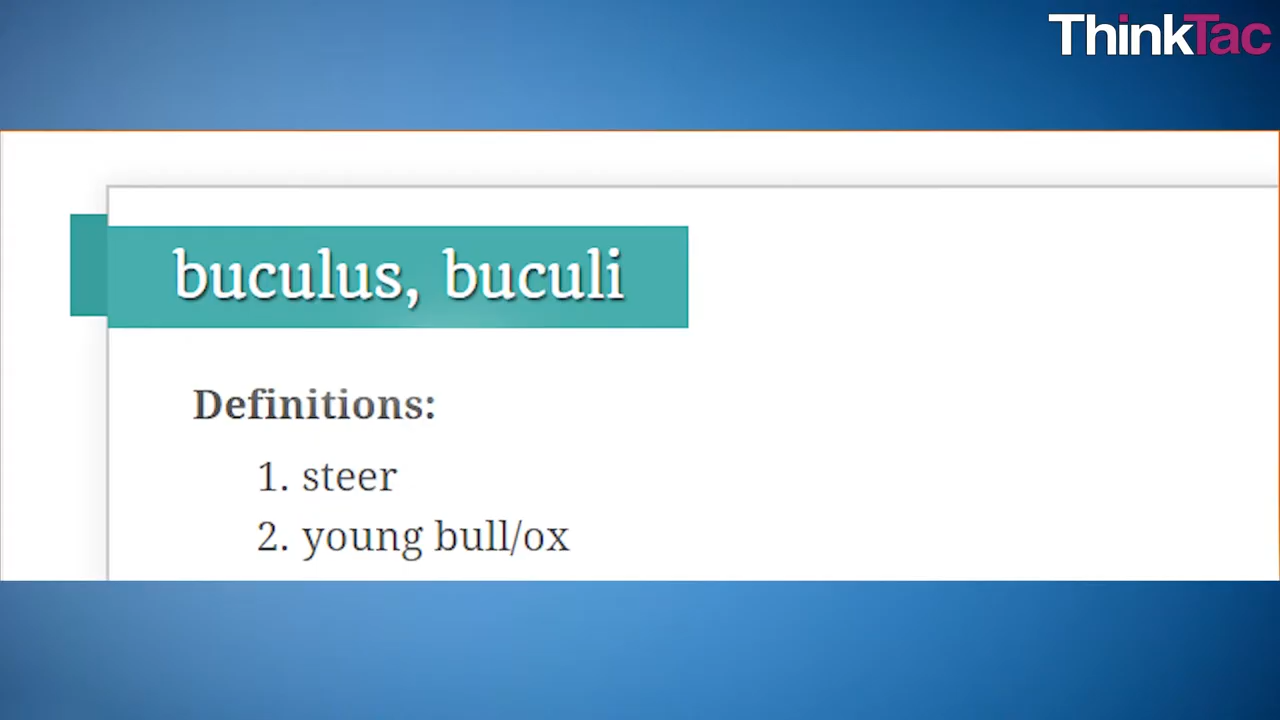 ThinkTac
buculus, buculi
Definitions:
1. steer
2. young bull/ox